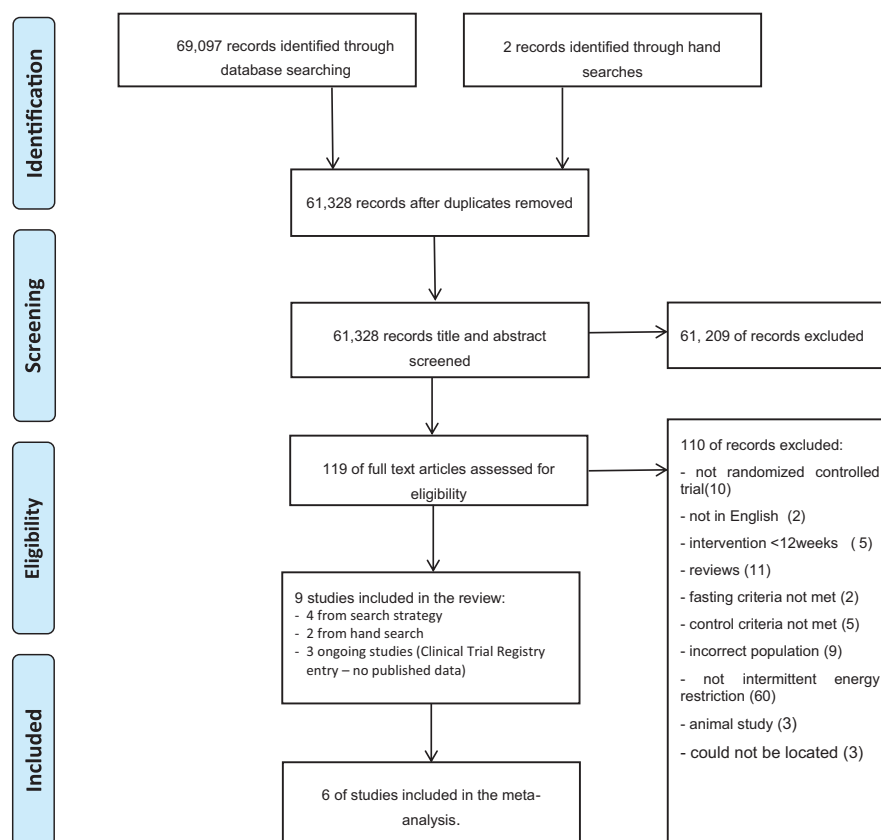 Identification
69,097 records identified through
database searching
2 records identified through hand
searches
61,328 records after duplicates removed
Screening
61,328 records title and abstract
screened
61, 209 of records excluded
Eligibility
119 of full text articles assessed for
eligibility
110 of records excluded:
- not randomized controlled
trial(10)
- not in English (2)
- intervention <12weeks ( 5)
- reviews (11)
- fasting criteria not met (2)
- control criteria not met (5)
- incorrect population (9)
- not intermittent energy
restriction (60)
- animal study (3)
- could not be located (3)
9 studies included in the review:
- 4 from search strategy
- 2 from hand search
- 3 ongoing studies (Clinical Trial Registry
entry – no published data)
Included
6 of studies included in the meta-
analysis.